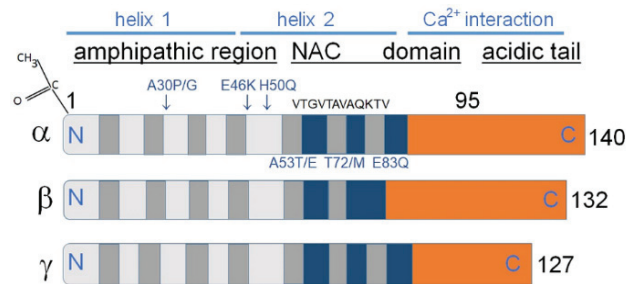 helix 1 helix 2 Ca²⁺ interaction
amphipathic region NAC domain acidic tail
CH₃
C
O
A30P/G E46K H50Q VTGVTAVAQKTV 95
1
α N C 140
A53T/E T72/M E83Q
β N C 132
γ N C 127